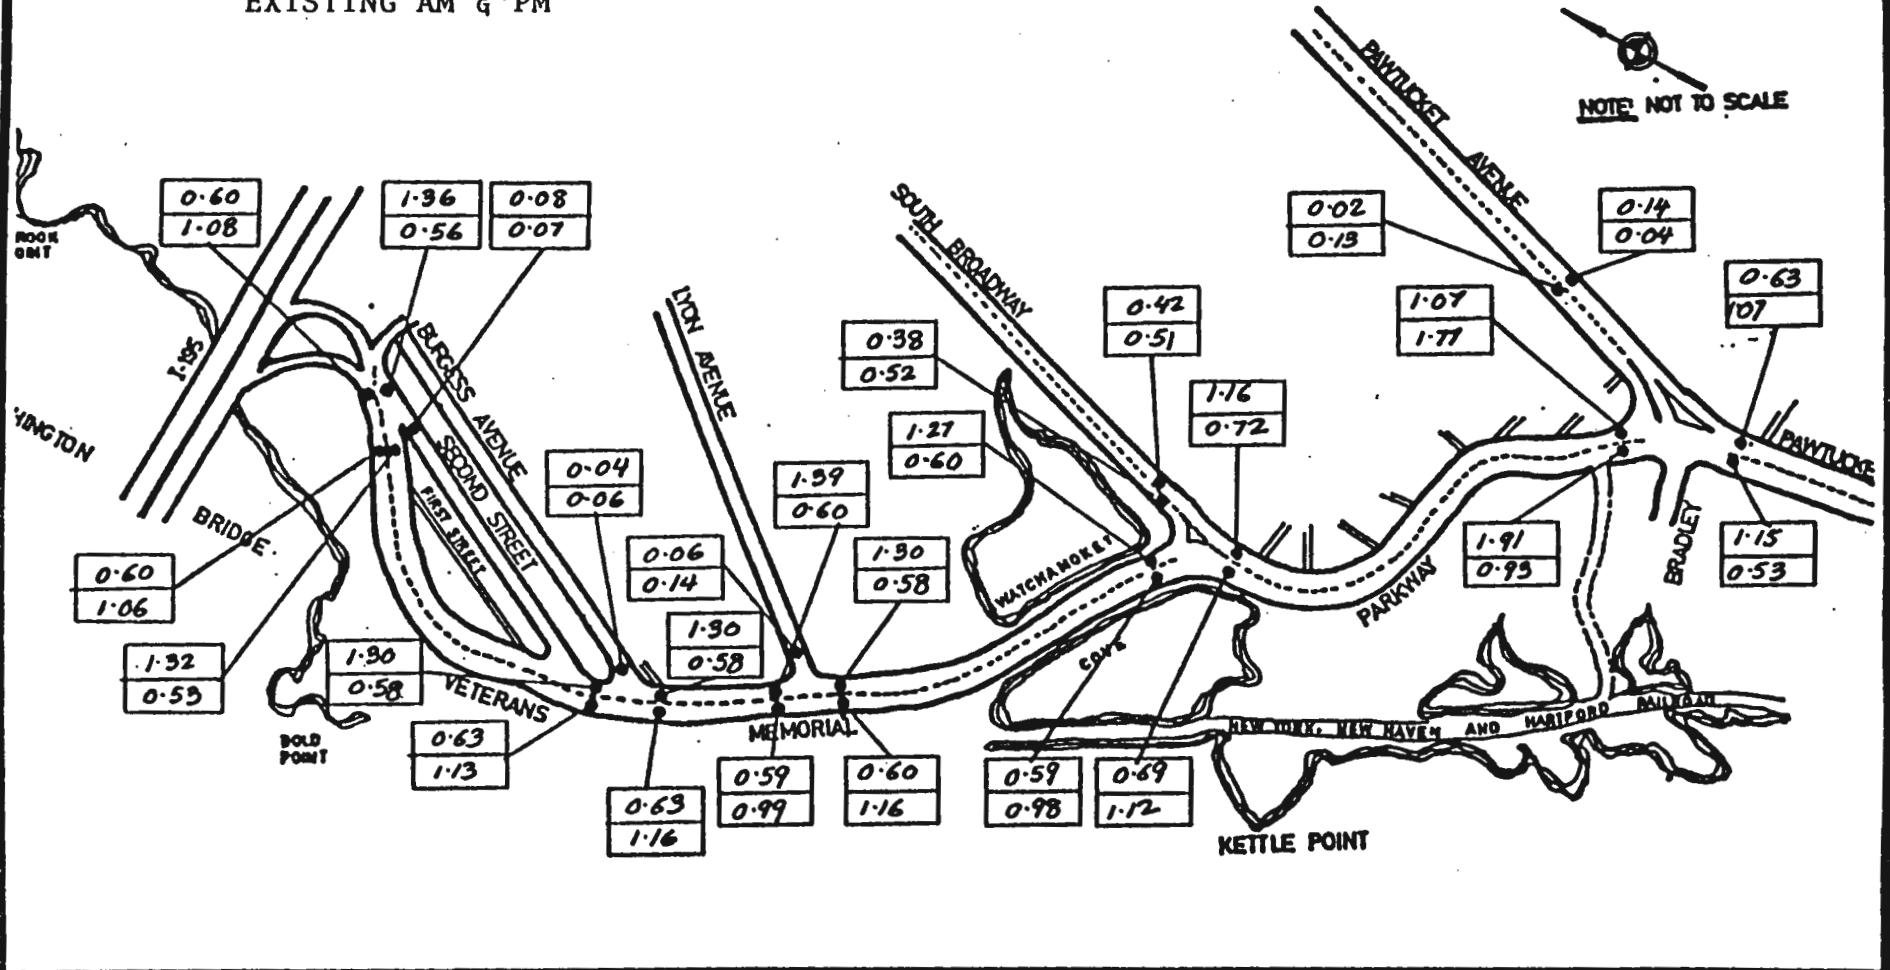 EXISTING AM & PM
NOTE: NOT TO SCALE
PAWTUCKET
AVENUE
0.60
1.08
1.36
0.56
0.08
0.07
SOUTH BROADWAY
0.02
0.13
0.14
0.04
0.63
107
I-195
BURGESS AVENUE
LYON AVENUE
0.38
0.52
0.42
0.51
1.07
1.77
1.16
0.72
1.27
0.60
PAWTUCKE
HINGTON
BRIDGE
SECOND STREET
FIRST STREET
0.04
0.06
1.39
0.60
0.60
1.06
0.06
0.14
1.30
0.58
WATCHAMOKET
COVE
PARKWAY
1.91
0.93
BRADLEY
1.15
0.53
1.32
0.53
1.30
0.58
1.30
0.58
VETERANS
MEMORIAL
BOLD
POINT
0.63
1.13
0.63
1.16
0.59
0.99
0.60
1.16
0.59
0.98
0.69
1.12
NEW YORK, NEW HAVEN AND HARTFORD RAILROAD
KETTLE POINT